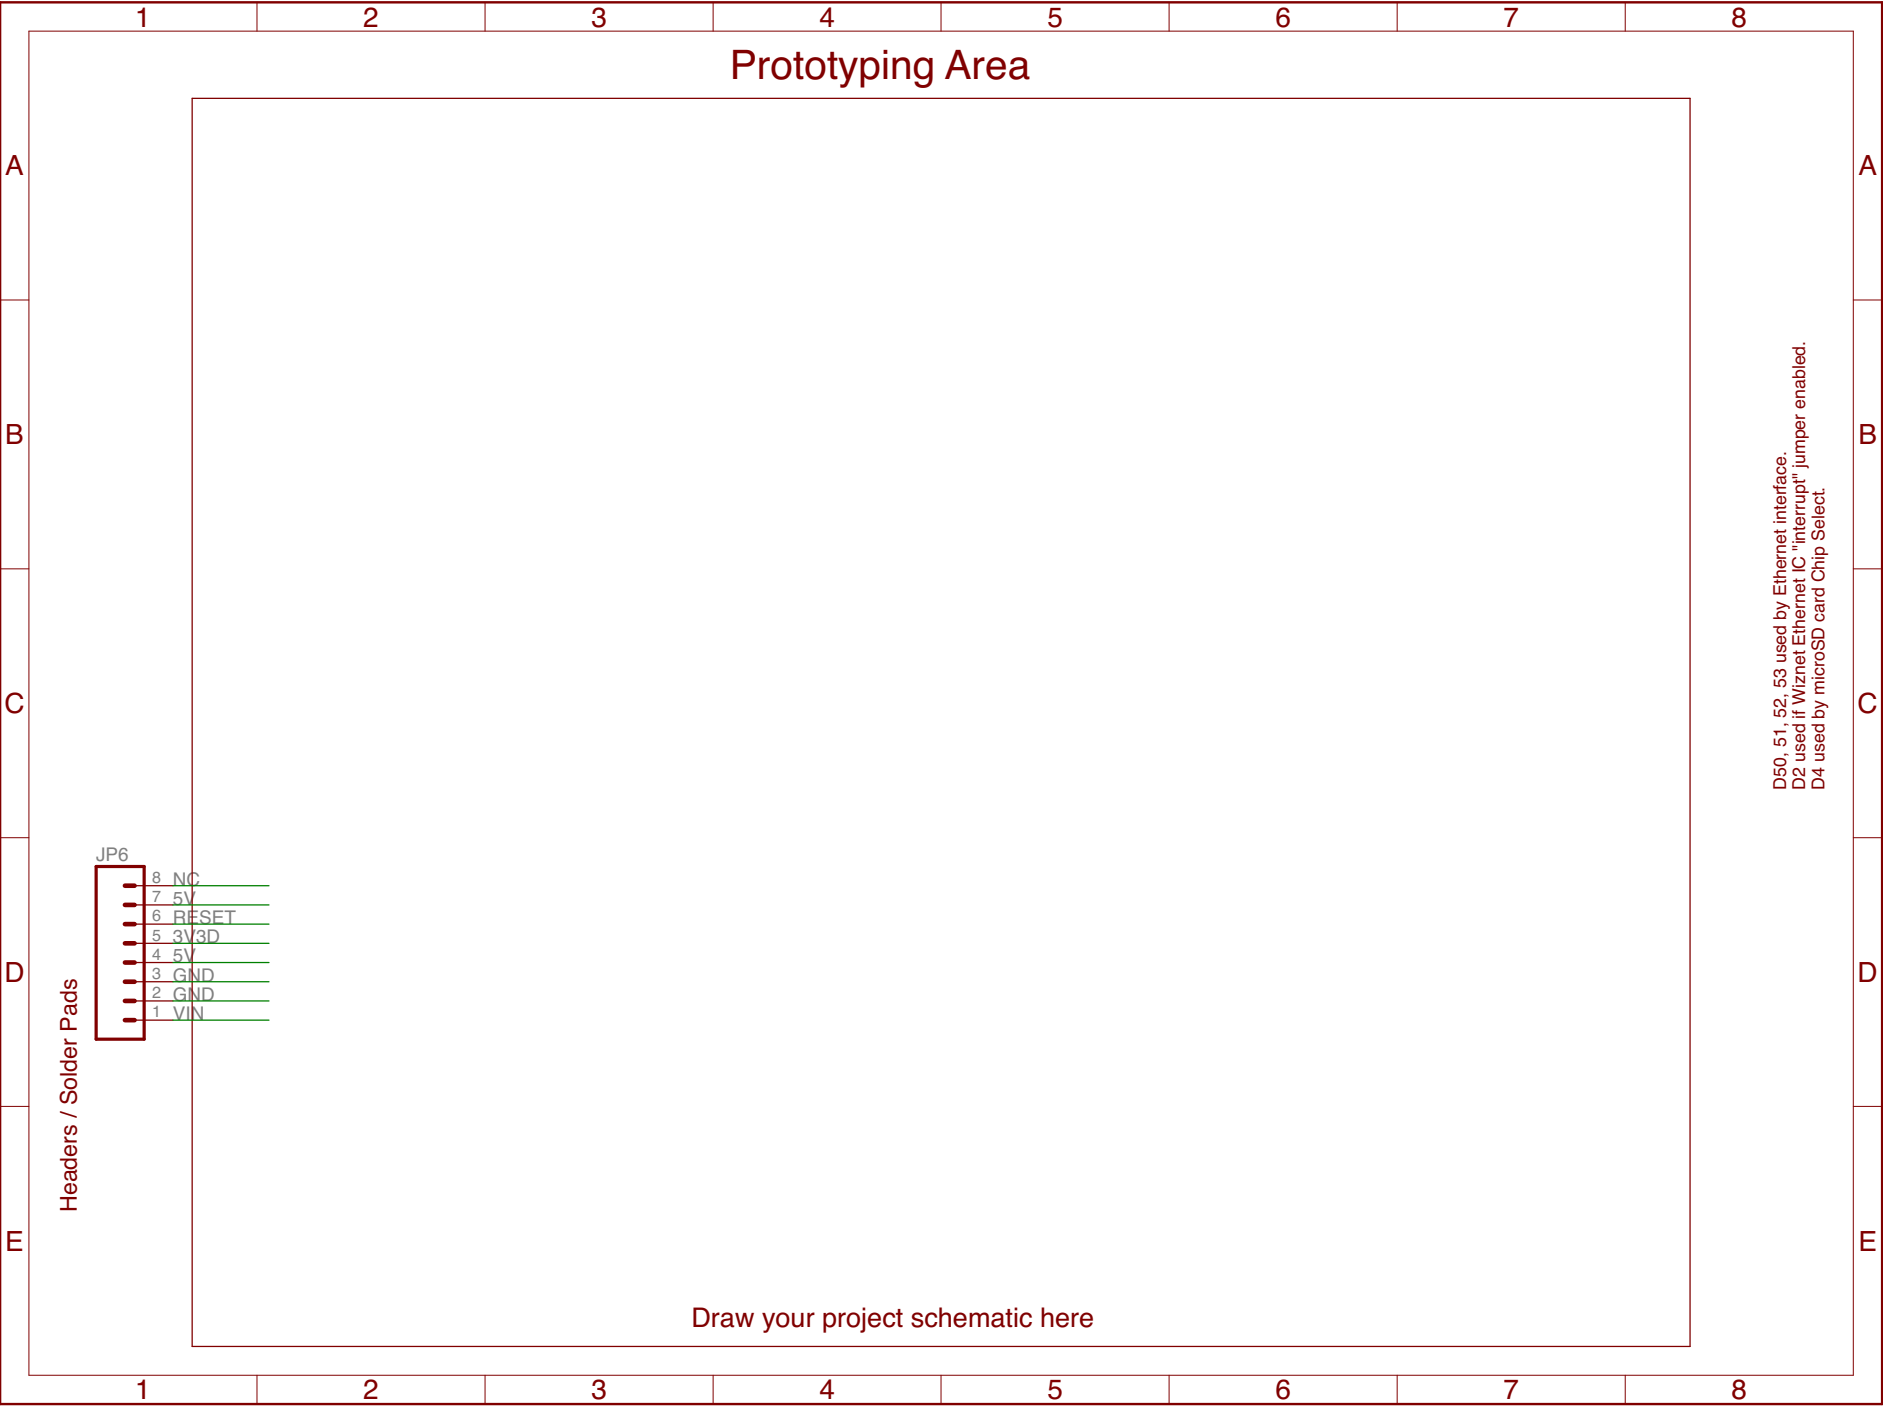 1 2 3 4 5 6 7 8
Prototyping Area
A A
B B
D50, 51, 52, 53 used by Ethernet interface.
D2 used if Wiznet Ethernet IC "interrupt" jumper enabled.
D4 used by microSD card Chip Select.
C C
JP6
8 NC
7 5V
6 RESET
5 3V3D
4 5V
3 GND
2 GND
1 VIN
D D
Headers / Solder Pads
E E
Draw your project schematic here
1 2 3 4 5 6 7 8